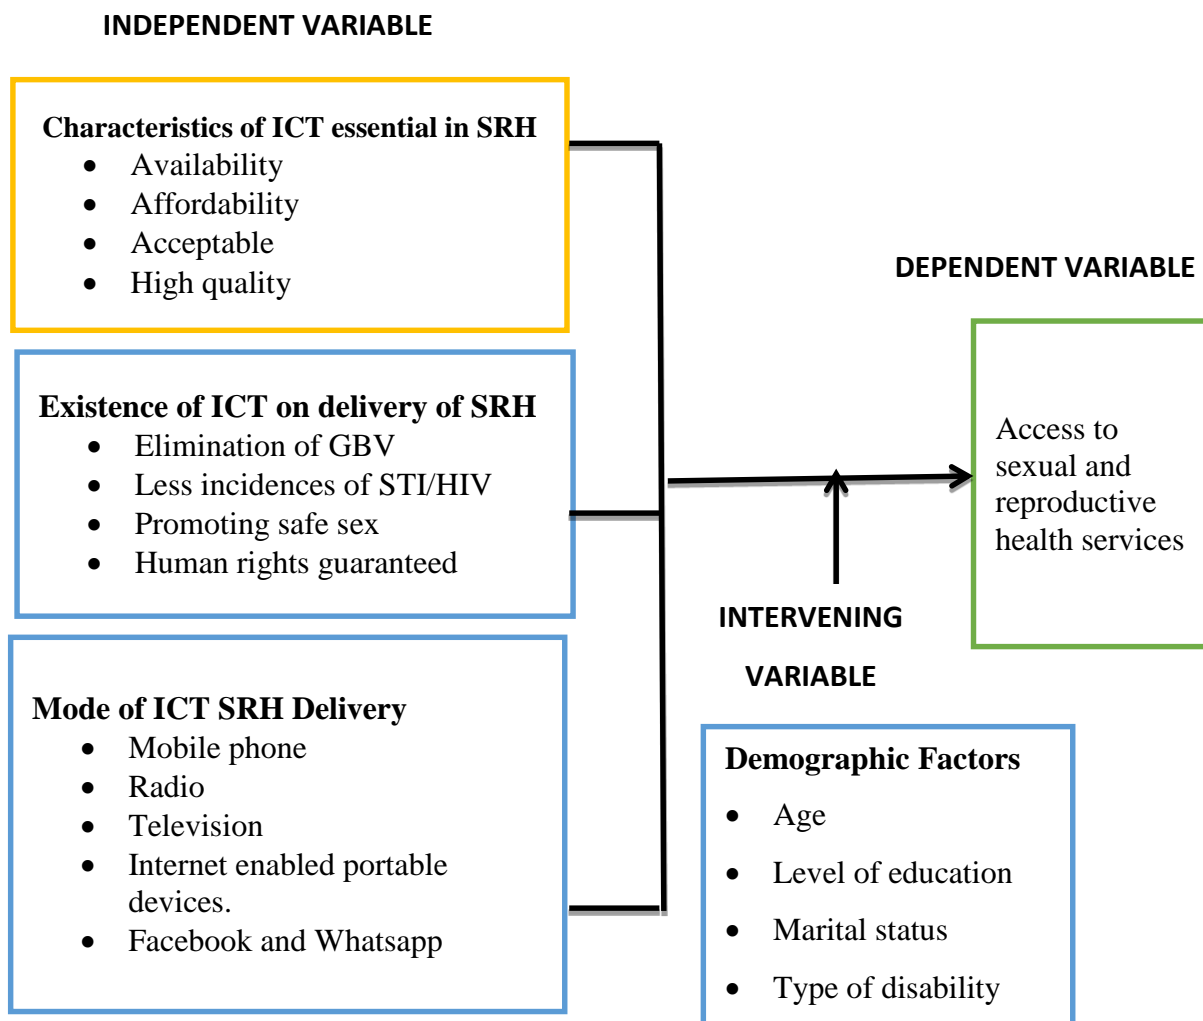 INDEPENDENT VARIABLE
Characteristics of ICT essential in SRH
• Availability
• Affordability
• Acceptable
• High quality
Existence of ICT on delivery of SRH
• Elimination of GBV
• Less incidences of STI/HIV
• Promoting safe sex
• Human rights guaranteed
Mode of ICT SRH Delivery
• Mobile phone
• Radio
• Television
• Internet enabled portable
devices.
• Facebook and Whatsapp
DEPENDENT VARIABLE
Access to
sexual and
reproductive
health services
INTERVENING
VARIABLE
Demographic Factors
• Age
• Level of education
• Marital status
• Type of disability